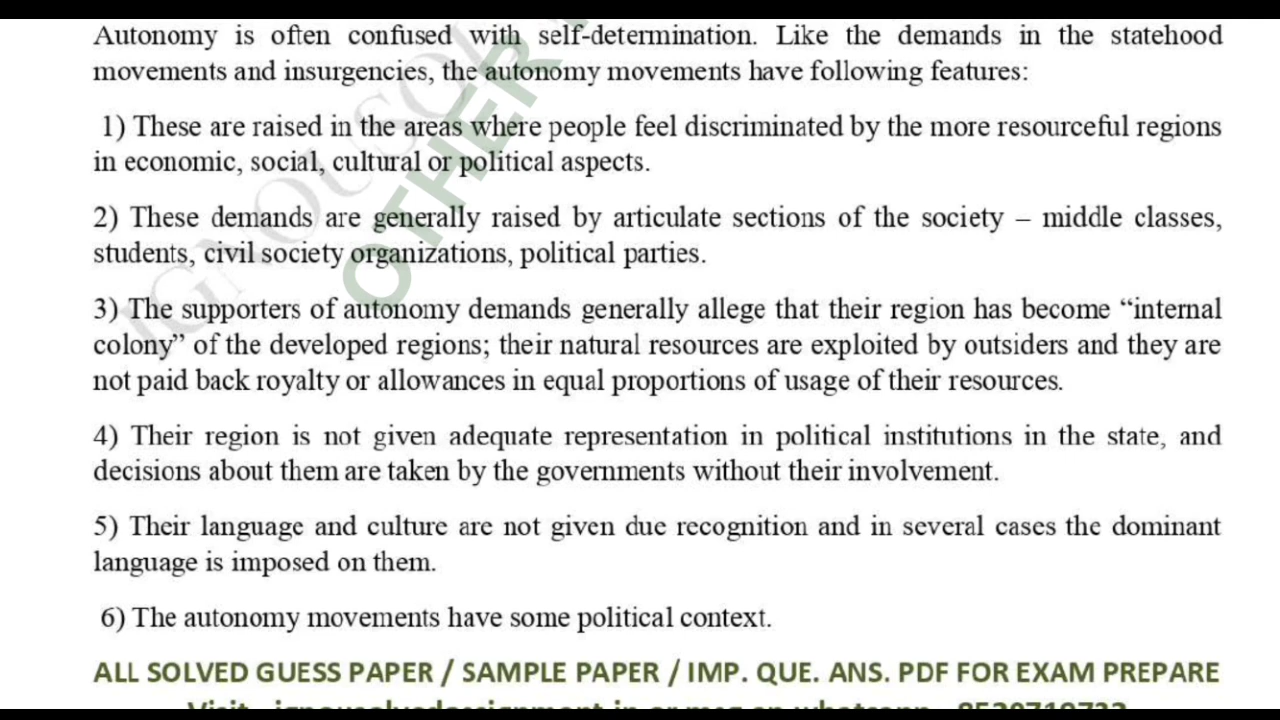 Autonomy is often confused with self-determination. Like the demands in the statehood
movements and insurgencies, the autonomy movements have following features:
1) These are raised in the areas where people feel discriminated by the more resourceful regions
in economic, social, cultural or political aspects.
2) These demands are generally raised by articulate sections of the society – middle classes,
students, civil society organizations, political parties.
3) The supporters of autonomy demands generally allege that their region has become “internal
colony” of the developed regions; their natural resources are exploited by outsiders and they are
not paid back royalty or allowances in equal proportions of usage of their resources.
4) Their region is not given adequate representation in political institutions in the state, and
decisions about them are taken by the governments without their involvement.
5) Their language and culture are not given due recognition and in several cases the dominant
language is imposed on them.
6) The autonomy movements have some political context.
ALL SOLVED GUESS PAPER / SAMPLE PAPER / IMP. QUE. ANS. PDF FOR EXAM PREPARE
OTHER